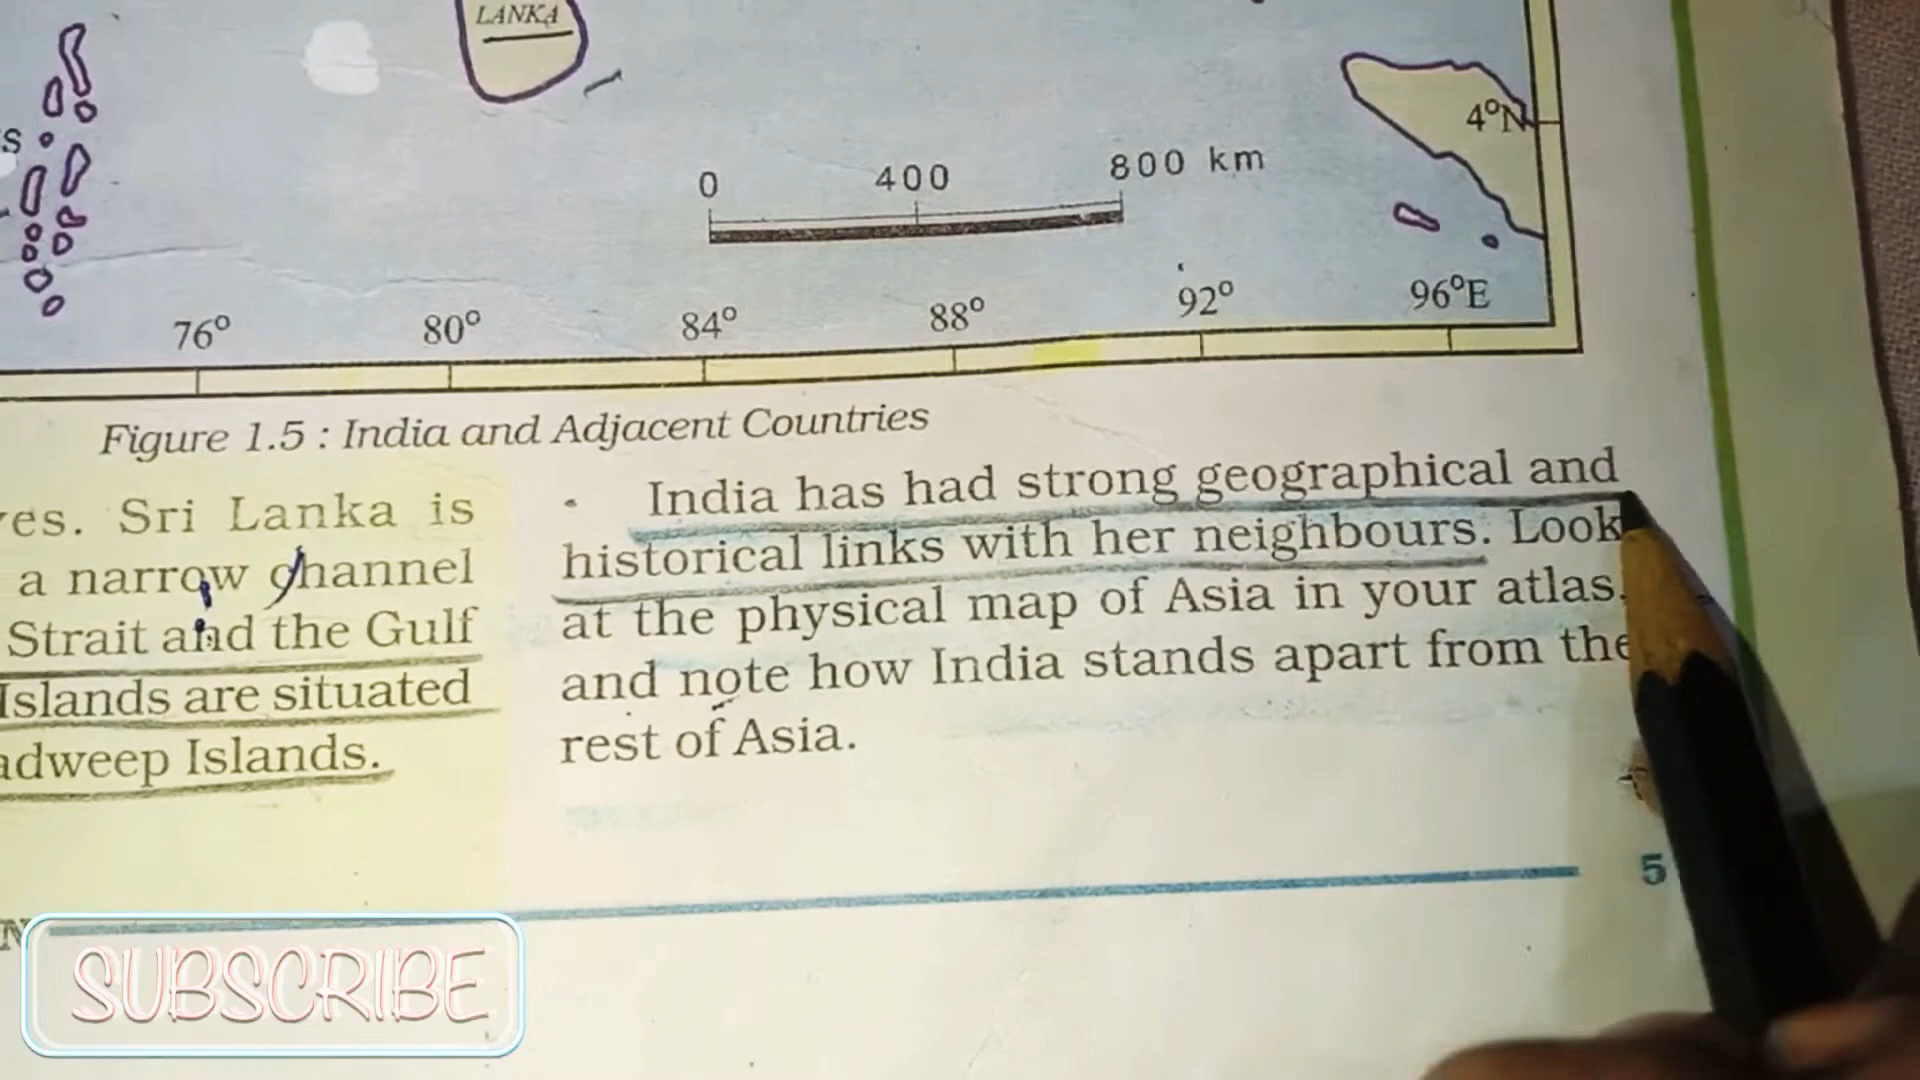 LANKA
S
4°N
0 400 800 km
76° 80° 84° 88° 92° 96°E
Figure 1.5 : India and Adjacent Countries
es. Sri Lanka is
a narrow channel
Strait and the Gulf
Islands are situated
adweep Islands.
India has had strong geographical and
historical links with her neighbours. Look
at the physical map of Asia in your atlas,
and note how India stands apart from the
rest of Asia.
5
N
SUBSCRIBE